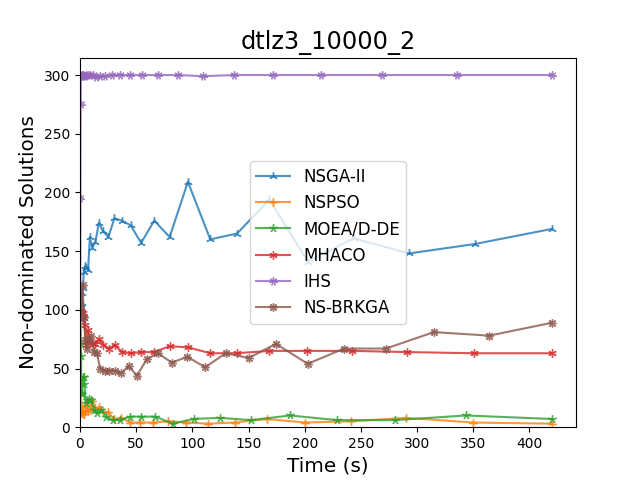 dtlz3_10000_2
Non-dominated Solutions
300
250
200
150
100
50
0
NSGA-II
NSPSO
MOEA/D-DE
MHACO
IHS
NS-BRKGA
0 50 100 150 200 250 300 350 400
Time (s)